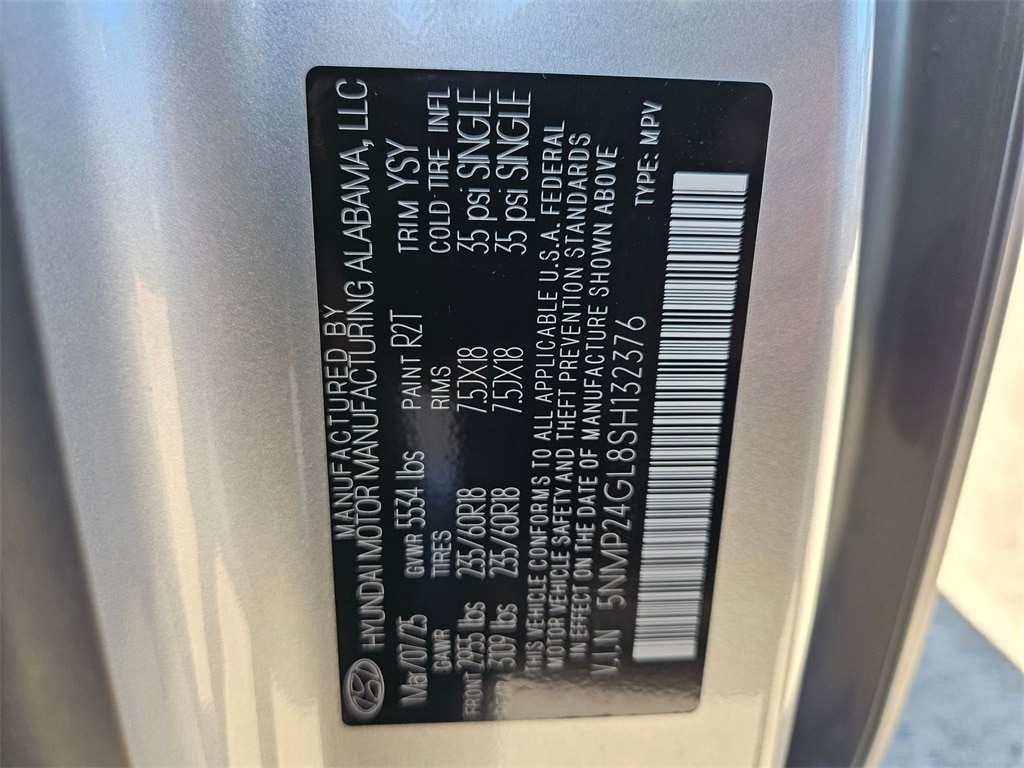 MANUFACTURED BY
HYUNDAI MOTOR MANUFACTURING ALABAMA, LLC
Mar/07/25 GVWR 5534 lbs PAINT R2T TRIM YSY
GAWR TIRES RIMS COLD TIRE INFL
FRONT 2935 lbs 235/60R18 7.5JX18 35 psi SINGLE
REAR 3109 lbs 235/60R18 7.5JX18 35 psi SINGLE
THIS VEHICLE CONFORMS TO ALL APPLICABLE U.S.A. FEDERAL
MOTOR VEHICLE SAFETY AND THEFT PREVENTION STANDARDS
IN EFFECT ON THE DATE OF MANUFACTURE SHOWN ABOVE
V.I.N 5NMP24GL8SH132376
TYPE: MPV